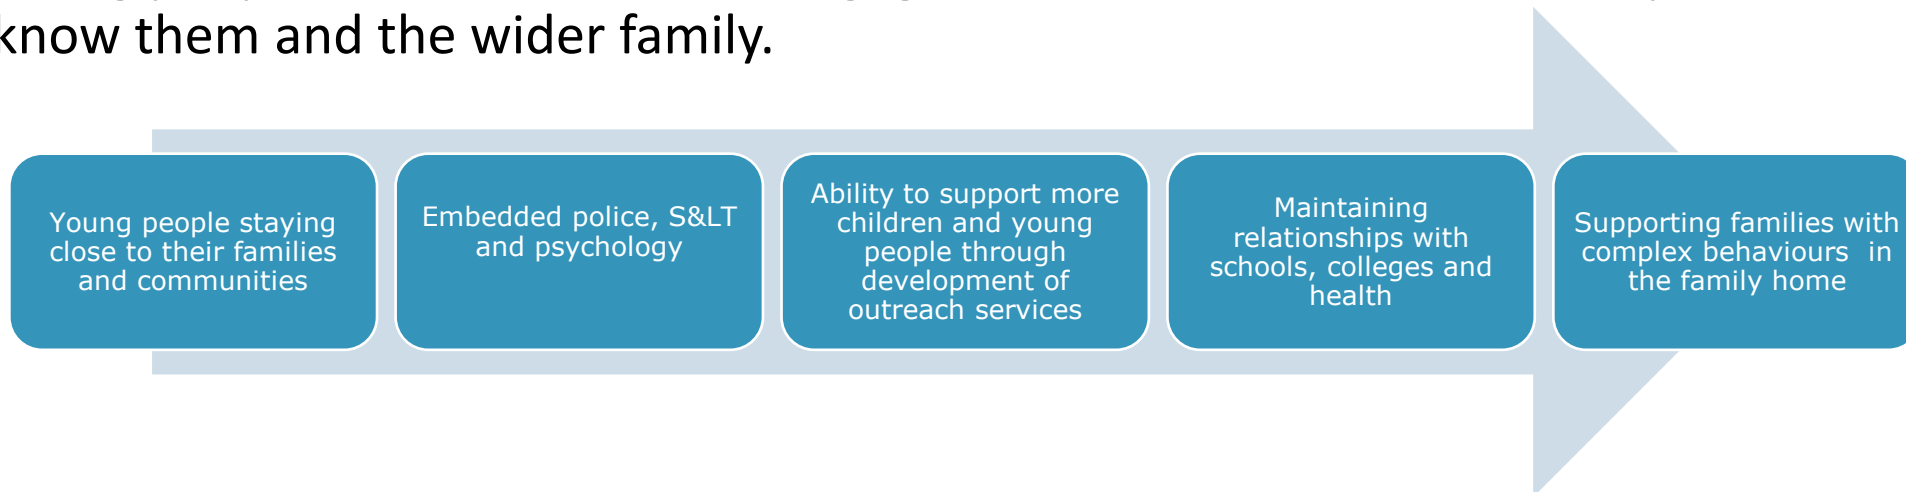 know them and the wider family.
Young people staying
close to their families
and communities
Embedded police, S&LT
and psychology
Ability to support more
children and young
people through
development of
outreach services
Maintaining
relationships with
schools, colleges and
health
Supporting families with
complex behaviours  in
the family home